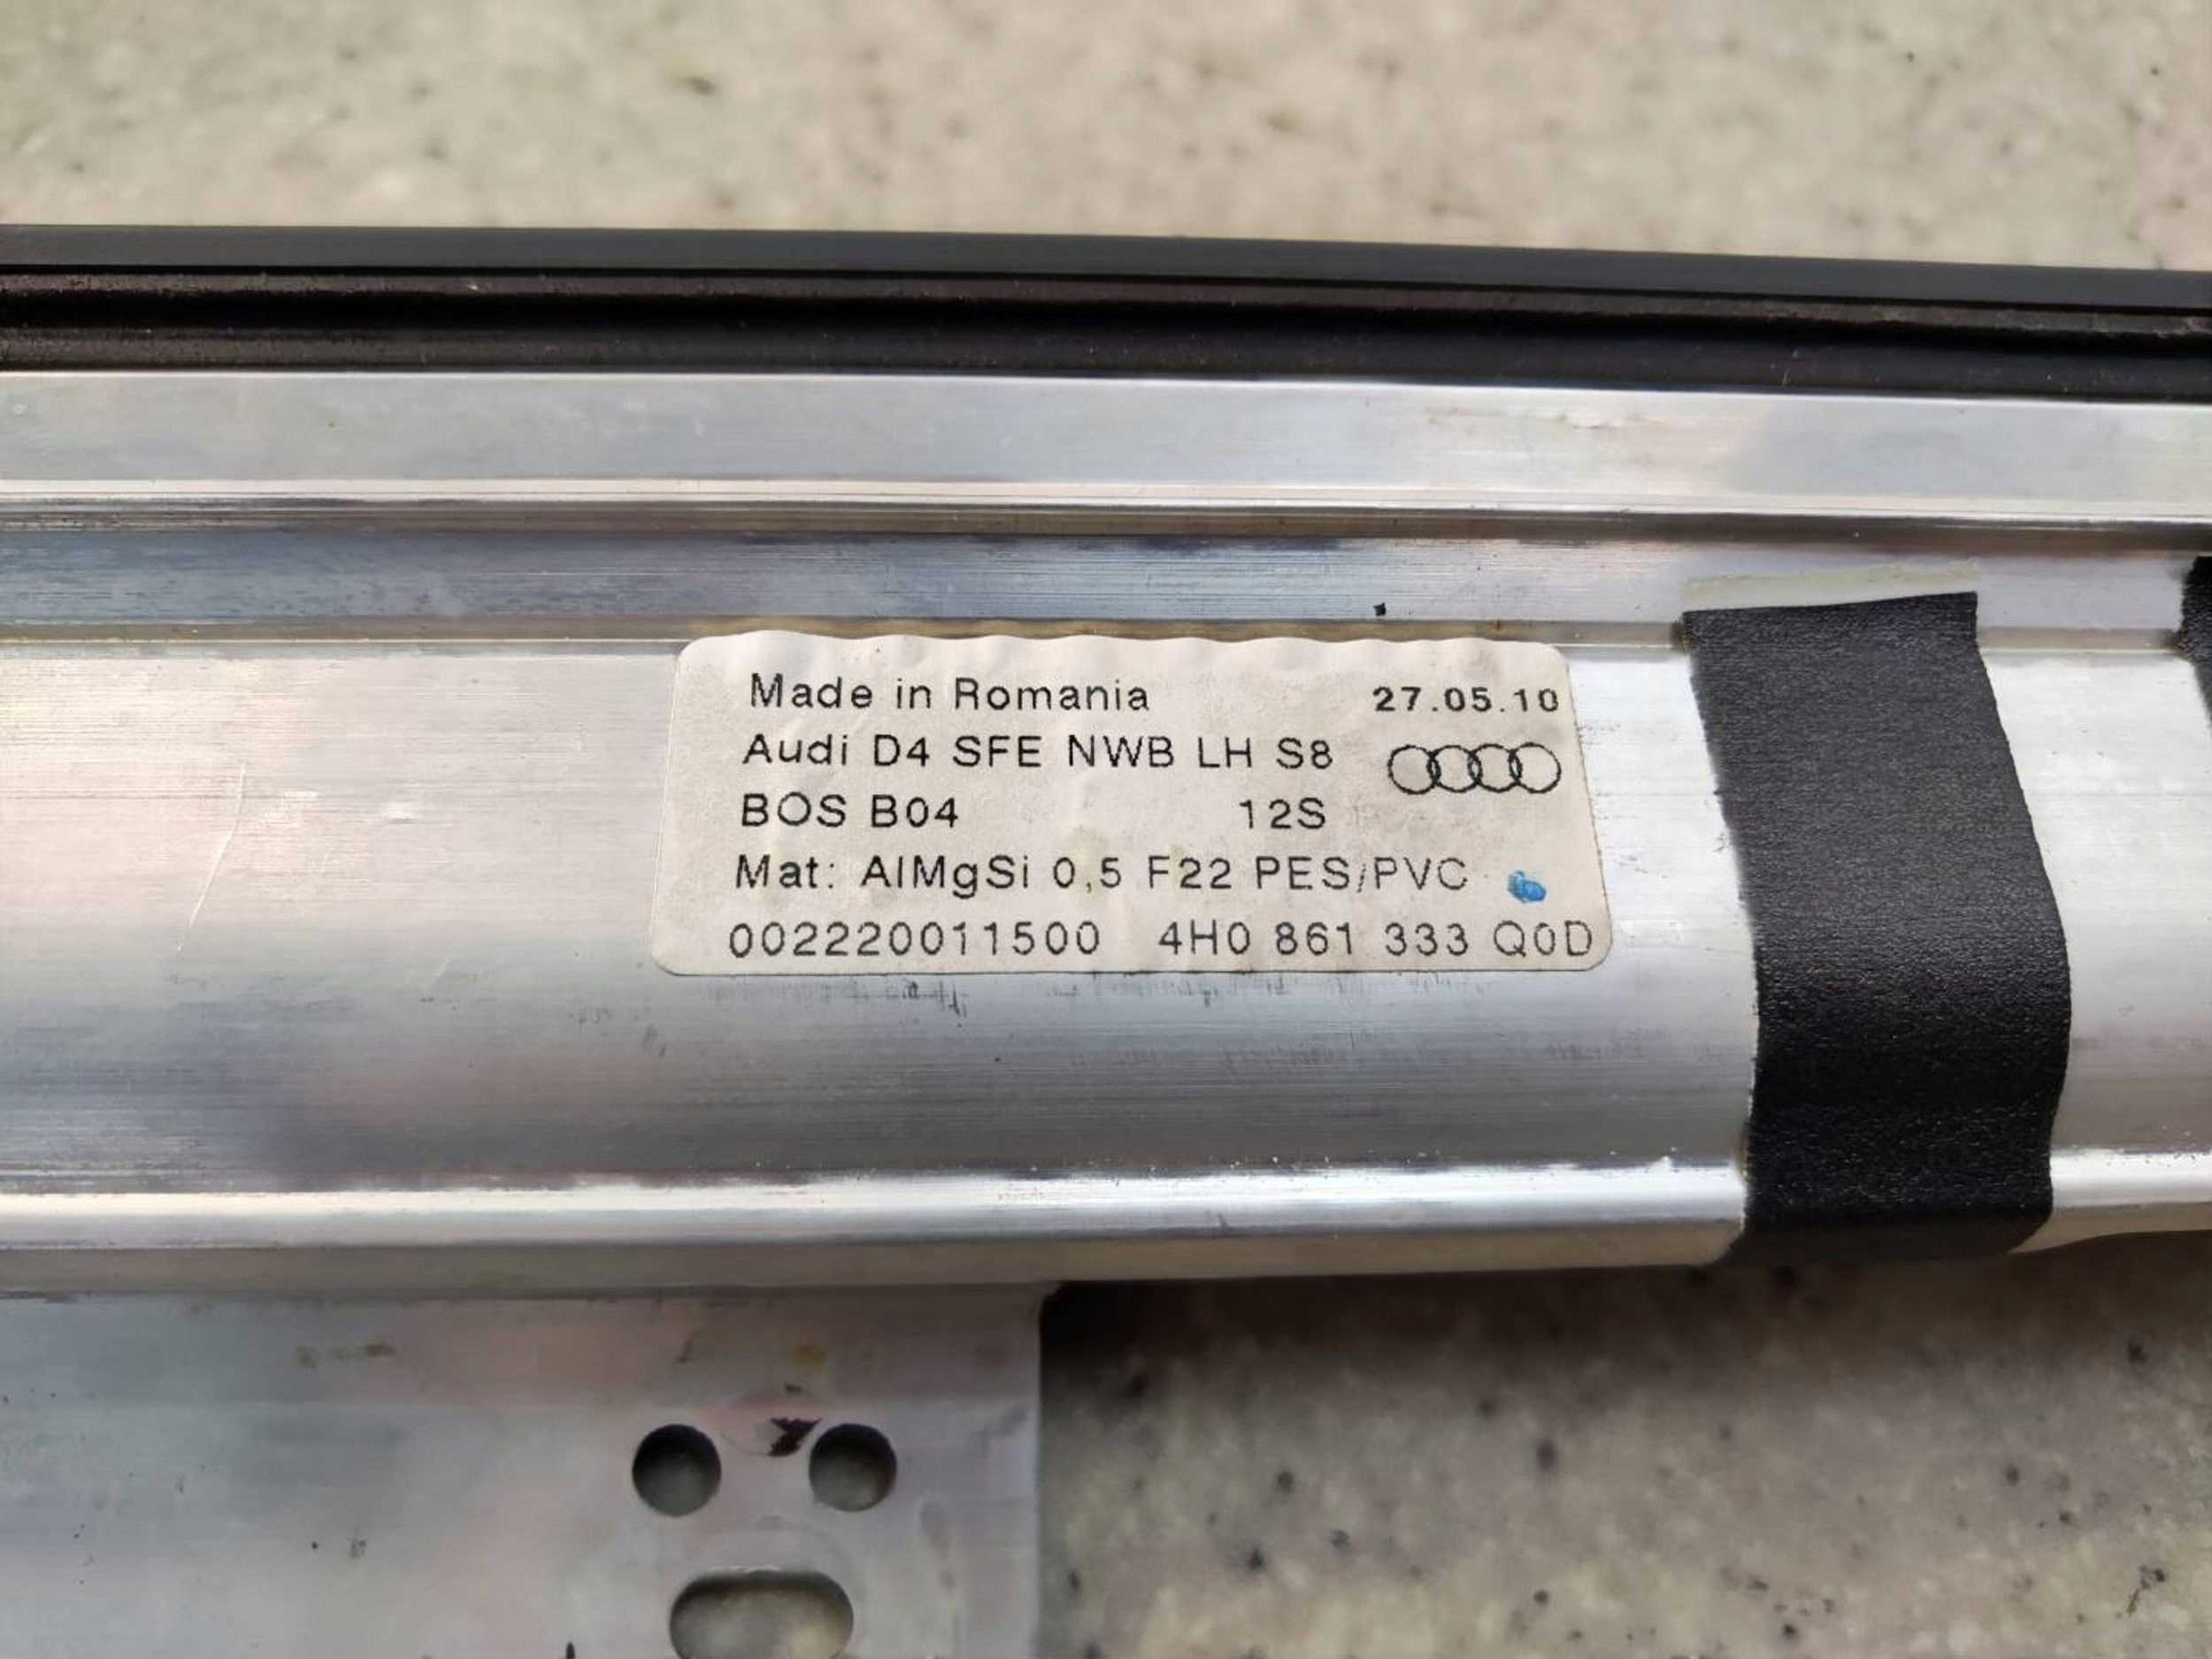 Made in Romania 27.05.10
Audi D4 SFE NWB LH S8
BOS B04 12S
Mat: AlMgSi 0,5 F22 PES/PVC
002220011500 4H0 861 333 Q0D